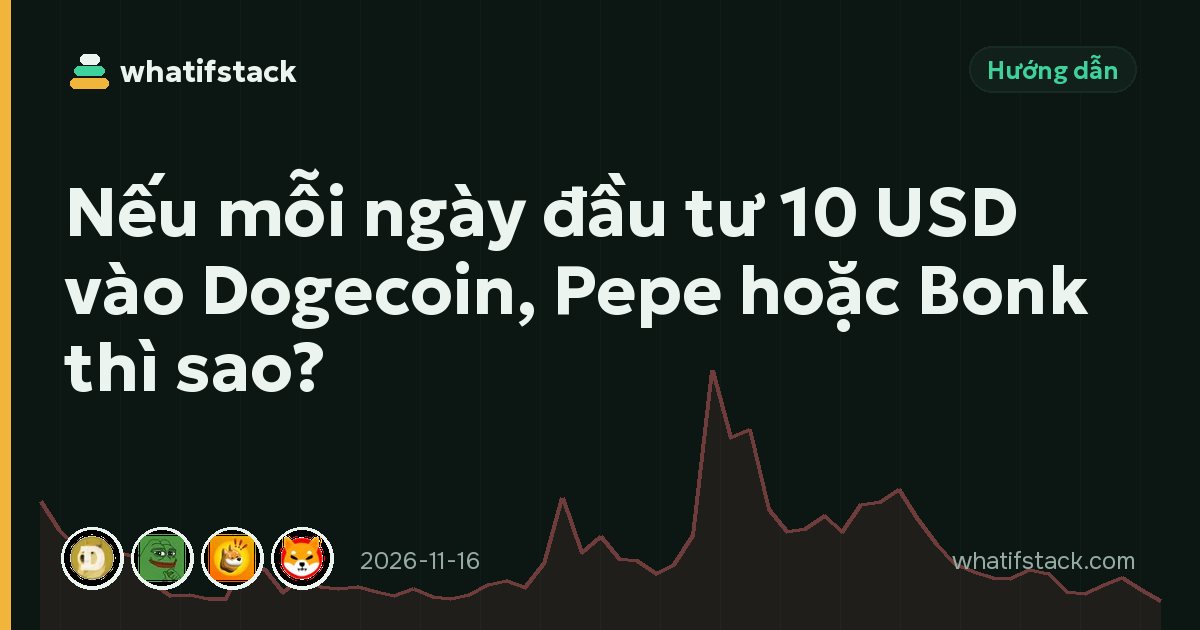 whatifstack
Hướng dẫn
Nếu mỗi ngày đầu tư 10 USD
vào Dogecoin, Pepe hoặc Bonk
thì sao?
D
2026-11-16
whatifstack.com